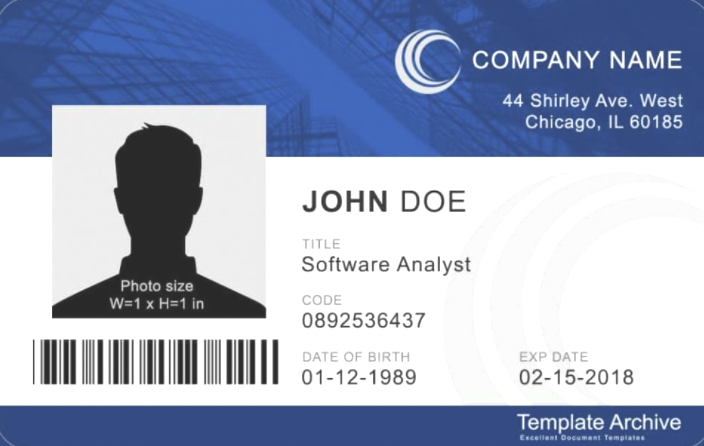 COMPANY NAME
44 Shirley Ave. West
Chicago, IL 60185
Photo size
W=1 x H=1 in
JOHN DOE
TITLE
Software Analyst
CODE
0892536437
DATE OF BIRTH
01-12-1989
EXP DATE
02-15-2018
Template Archive
Excellent Document Templates